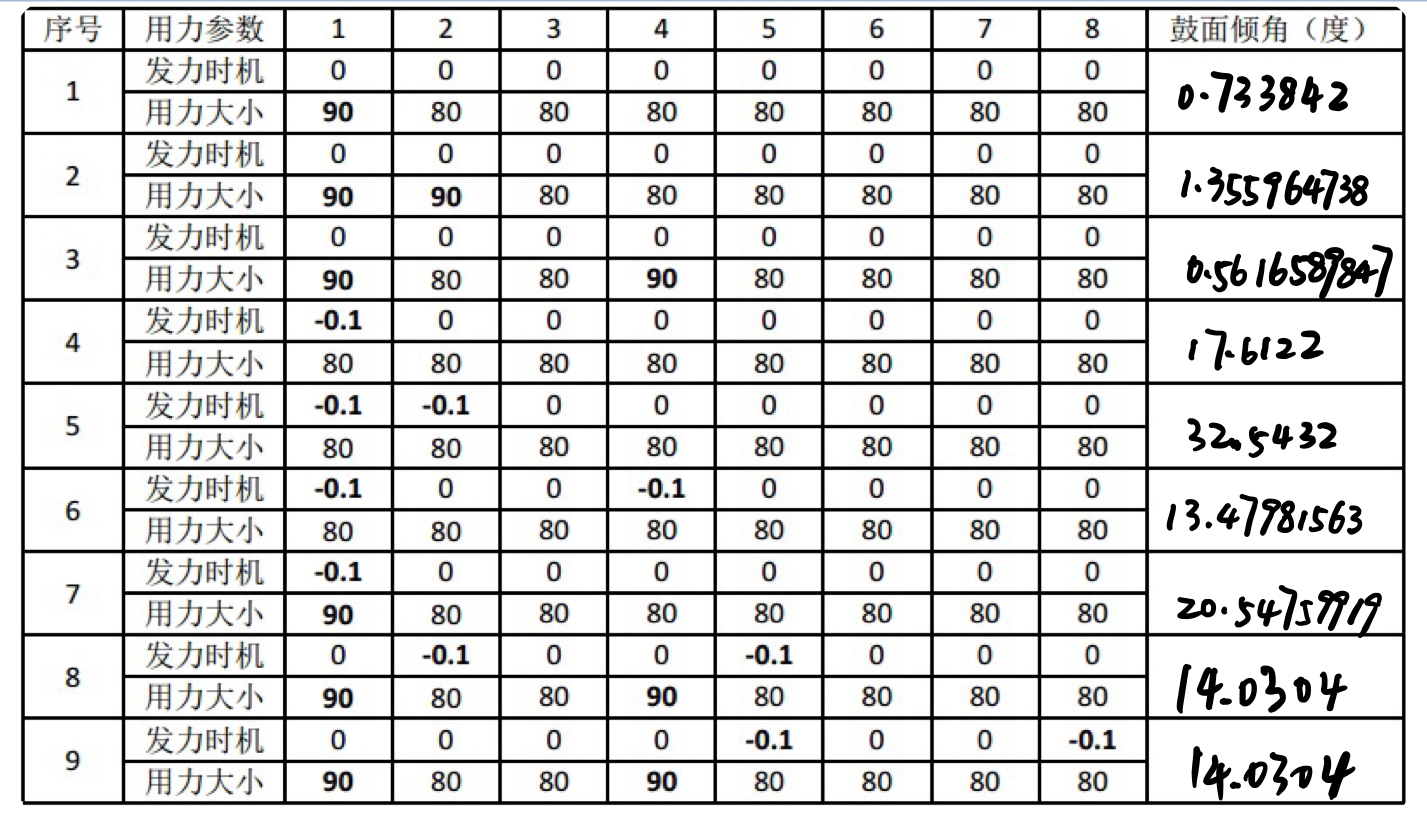 序号 用力参数 1 2 3 4 5 6 7 8 鼓面倾角（度）
1 发力时机 0 0 0 0 0 0 0 0 0.733842
用力大小 90 80 80 80 80 80 80 80
2 发力时机 0 0 0 0 0 0 0 0 1.355964738
用力大小 90 90 80 80 80 80 80 80
3 发力时机 0 0 0 0 0 0 0 0 0.5616589847
用力大小 90 80 80 90 80 80 80 80
4 发力时机 -0.1 0 0 0 0 0 0 0 17.6122
用力大小 80 80 80 80 80 80 80 80
5 发力时机 -0.1 -0.1 0 0 0 0 0 0 32.5432
用力大小 80 80 80 80 80 80 80 80
6 发力时机 -0.1 0 0 -0.1 0 0 0 0 13.47981563
用力大小 80 80 80 80 80 80 80 80
7 发力时机 -0.1 0 0 0 0 0 0 0 20.54759919
用力大小 90 80 80 80 80 80 80 80
8 发力时机 0 -0.1 0 0 -0.1 0 0 0 14.0304
用力大小 90 80 80 90 80 80 80 80
9 发力时机 0 0 0 0 -0.1 0 0 -0.1 14.0304
用力大小 90 80 80 90 80 80 80 80